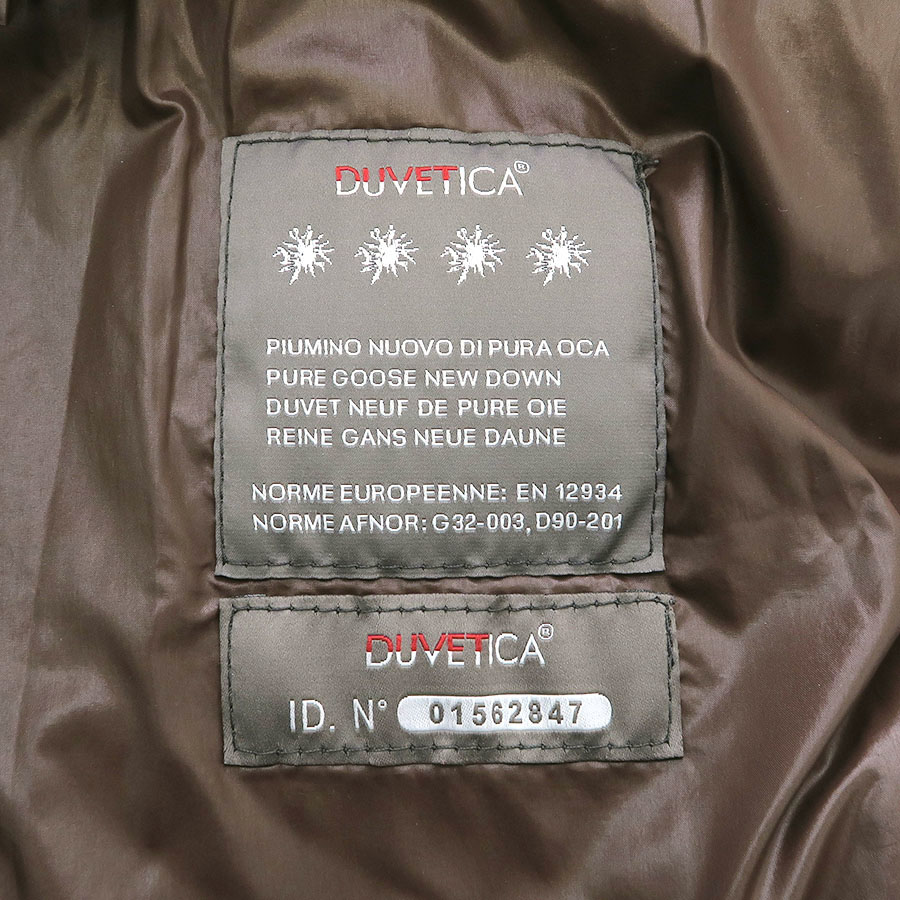 DUVETICA®
PIUMINO NUOVO DI PURA OCA
PURE GOOSE NEW DOWN
DUVET NEUF DE PURE OIE
REINE GANS NEUE DAUNE
NORME EUROPEENNE: EN 12934
NORME AFNOR: G32-003, D90-201
DUVETICA®
ID. N° 01562847